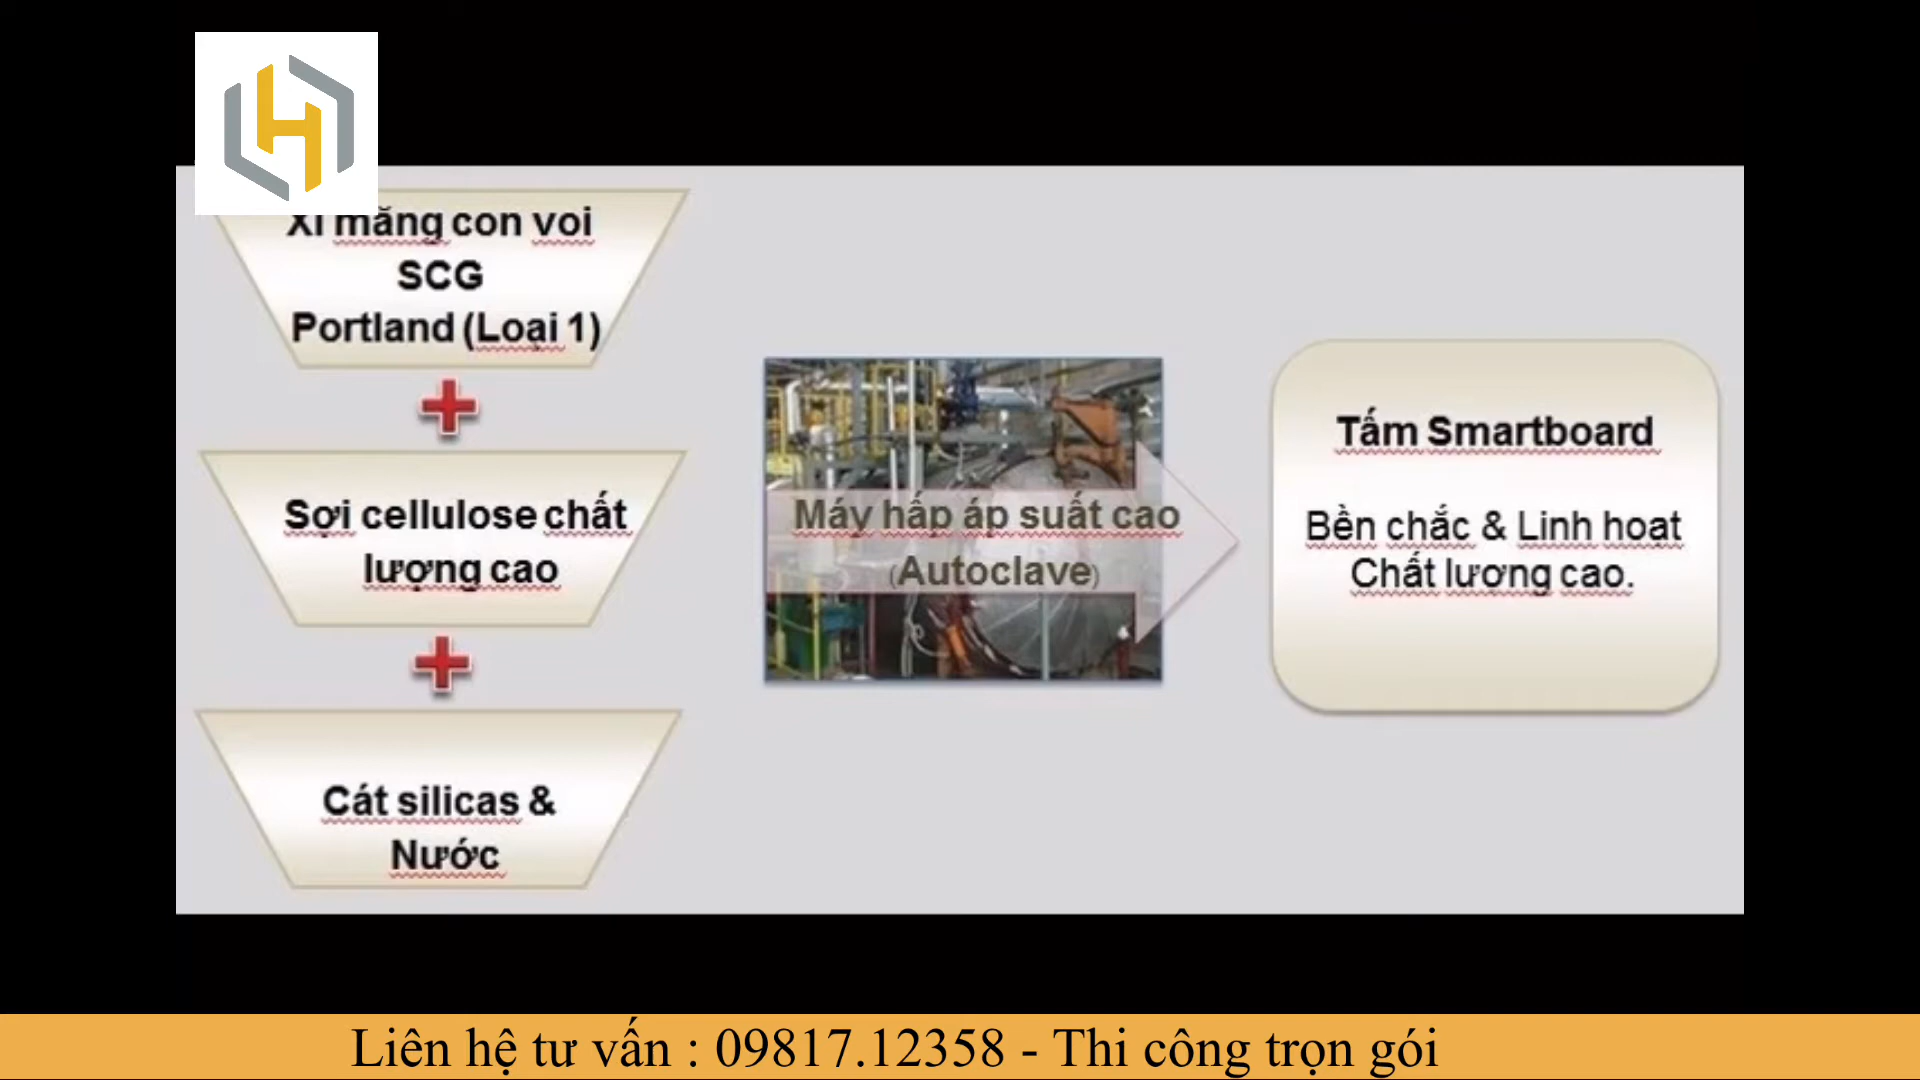 Xi măng con voi
SCG
Portland (Loại 1)
Sợi cellulose chất
lượng cao
Cát silicas &
Nước
Máy hấp áp suất cao
(Autoclave)
Tấm Smartboard
Bền chắc & Linh hoạt
Chất lượng cao.
Liên hệ tư vấn : 09817.12358 - Thi công trọn gói